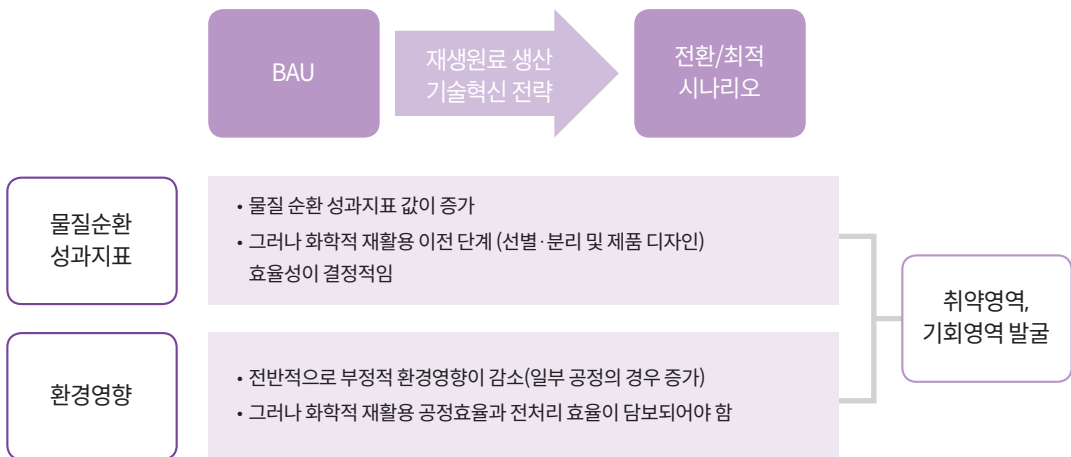 BAU
재생원료 생산
기술혁신 전략
전환/최적
시나리오
물질순환
성과지표
• 물질 순환 성과지표 값이 증가
• 그러나 화학적 재활용 이전 단계 (선별·분리 및 제품 디자인)
효율성이 결정적임
환경영향
• 전반적으로 부정적 환경영향이 감소(일부 공정의 경우 증가)
• 그러나 화학적 재활용 공정효율과 전처리 효율이 담보되어야 함
취약영역,
기회영역 발굴